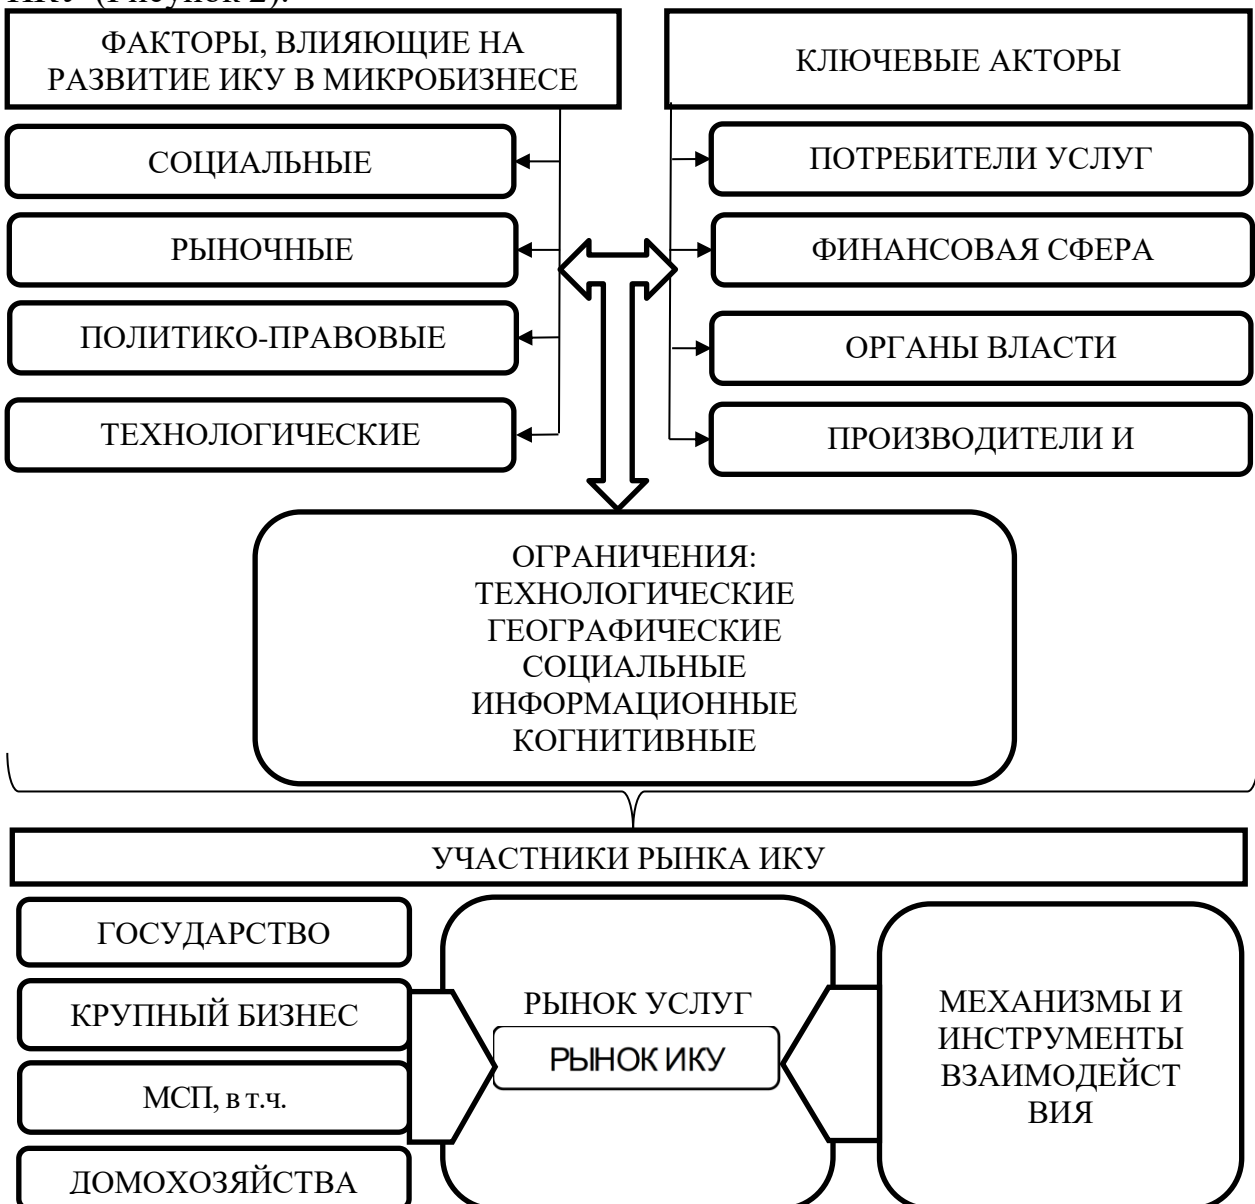 ИКУ (Рисунок 2).
ФАКТОРЫ, ВЛИЯЮЩИЕ НА
РАЗВИТИЕ ИКУ В МИКРОБИЗНЕСЕ
КЛЮЧЕВЫЕ АКТОРЫ
СОЦИАЛЬНЫЕ
ПОТРЕБИТЕЛИ УСЛУГ
РЫНОЧНЫЕ
ФИНАНСОВАЯ СФЕРА
ПОЛИТИКО-ПРАВОВЫЕ
ОРГАНЫ ВЛАСТИ
ТЕХНОЛОГИЧЕСКИЕ
ПРОИЗВОДИТЕЛИ И
ОГРАНИЧЕНИЯ:
ТЕХНОЛОГИЧЕСКИЕ
ГЕОГРАФИЧЕСКИЕ
СОЦИАЛЬНЫЕ
ИНФОРМАЦИОННЫЕ
КОГНИТИВНЫЕ
УЧАСТНИКИ РЫНКА ИКУ
ГОСУДАРСТВО
КРУПНЫЙ БИЗНЕС
МСП, в т.ч.
ДОМОХОЗЯЙСТВА
РЫНОК УСЛУГ
РЫНОК ИКУ
МЕХАНИЗМЫ И
ИНСТРУМЕНТЫ
ВЗАИМОДЕЙСТ
ВИЯ